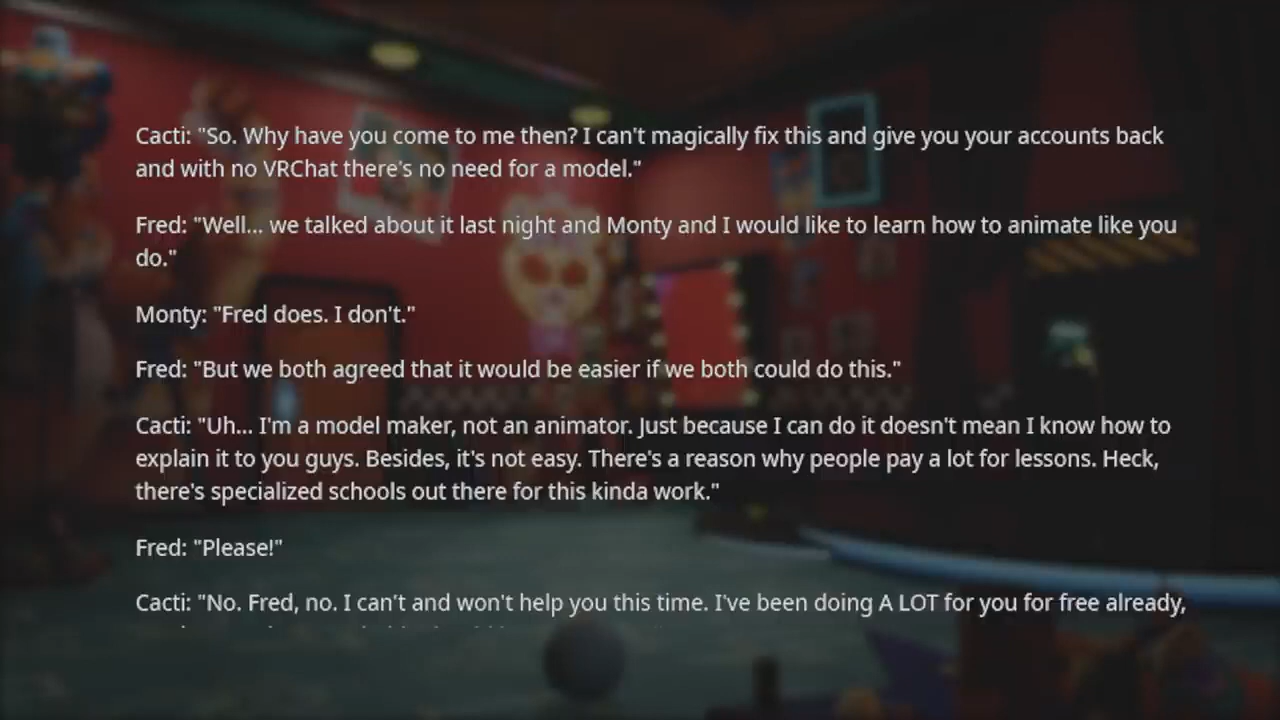 Cacti: "So. Why have you come to me then? I can't magically fix this and give you your accounts back
and with no VRChat there's no need for a model."
Fred: "Well... we talked about it last night and Monty and I would like to learn how to animate like you
do."
Monty: "Fred does. I don't."
Fred: "But we both agreed that it would be easier if we both could do this."
Cacti: "Uh... I'm a model maker, not an animator. Just because I can do it doesn't mean I know how to
explain it to you guys. Besides, it's not easy. There's a reason why people pay a lot for lessons. Heck,
there's specialized schools out there for this kinda work."
Fred: "Please!"
Cacti: "No. Fred, no. I can't and won't help you this time. I've been doing A LOT for you for free already,